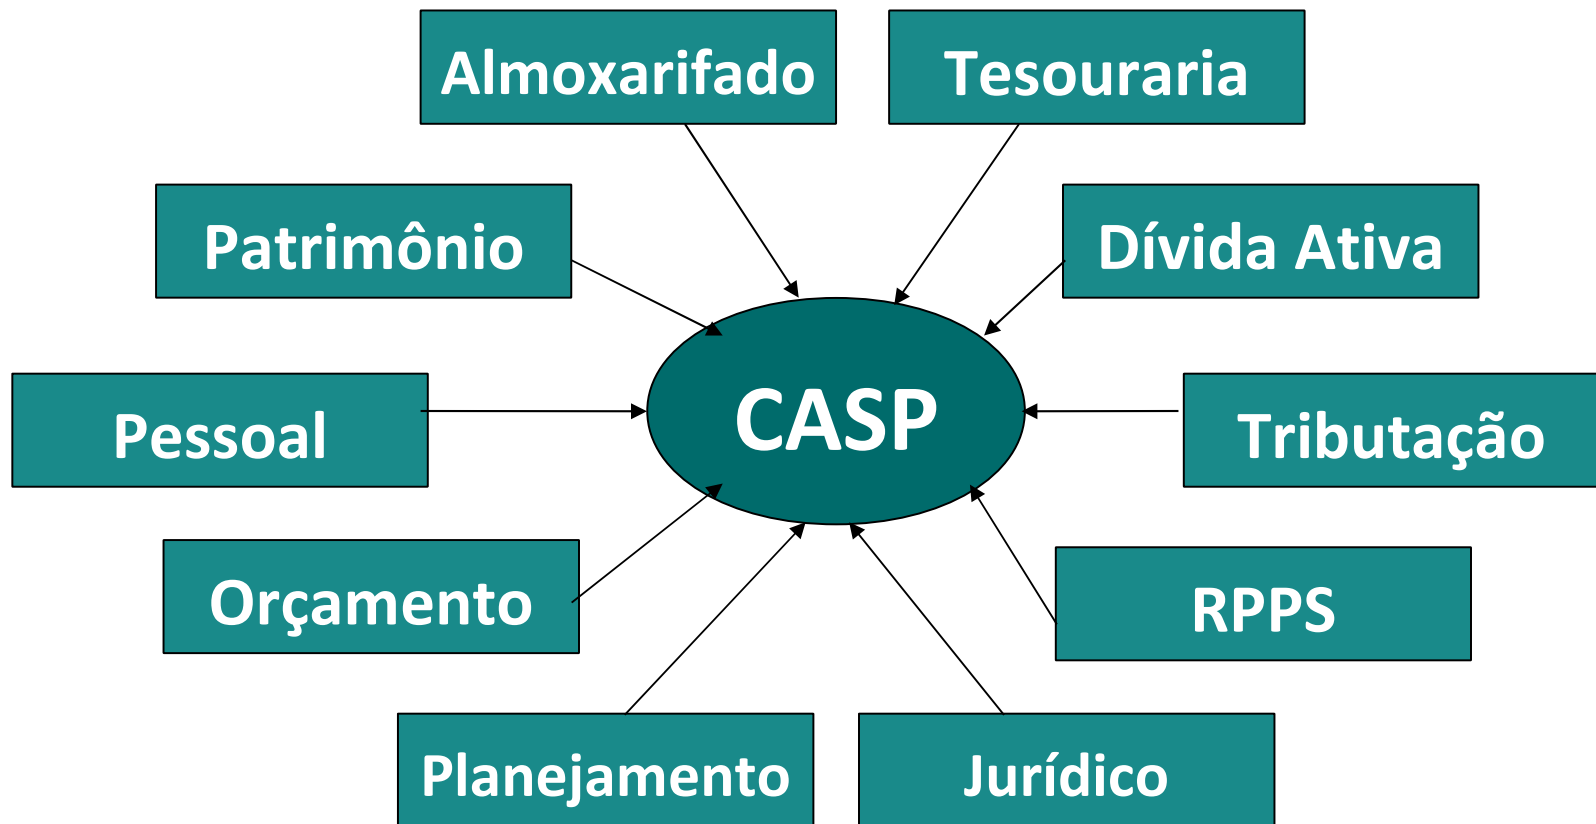 Almoxarifado
Tesouraria
Patrimônio
Dívida Ativa
CASP
Pessoal
Tributação
Orçamento
RPPS
Planejamento
Jurídico